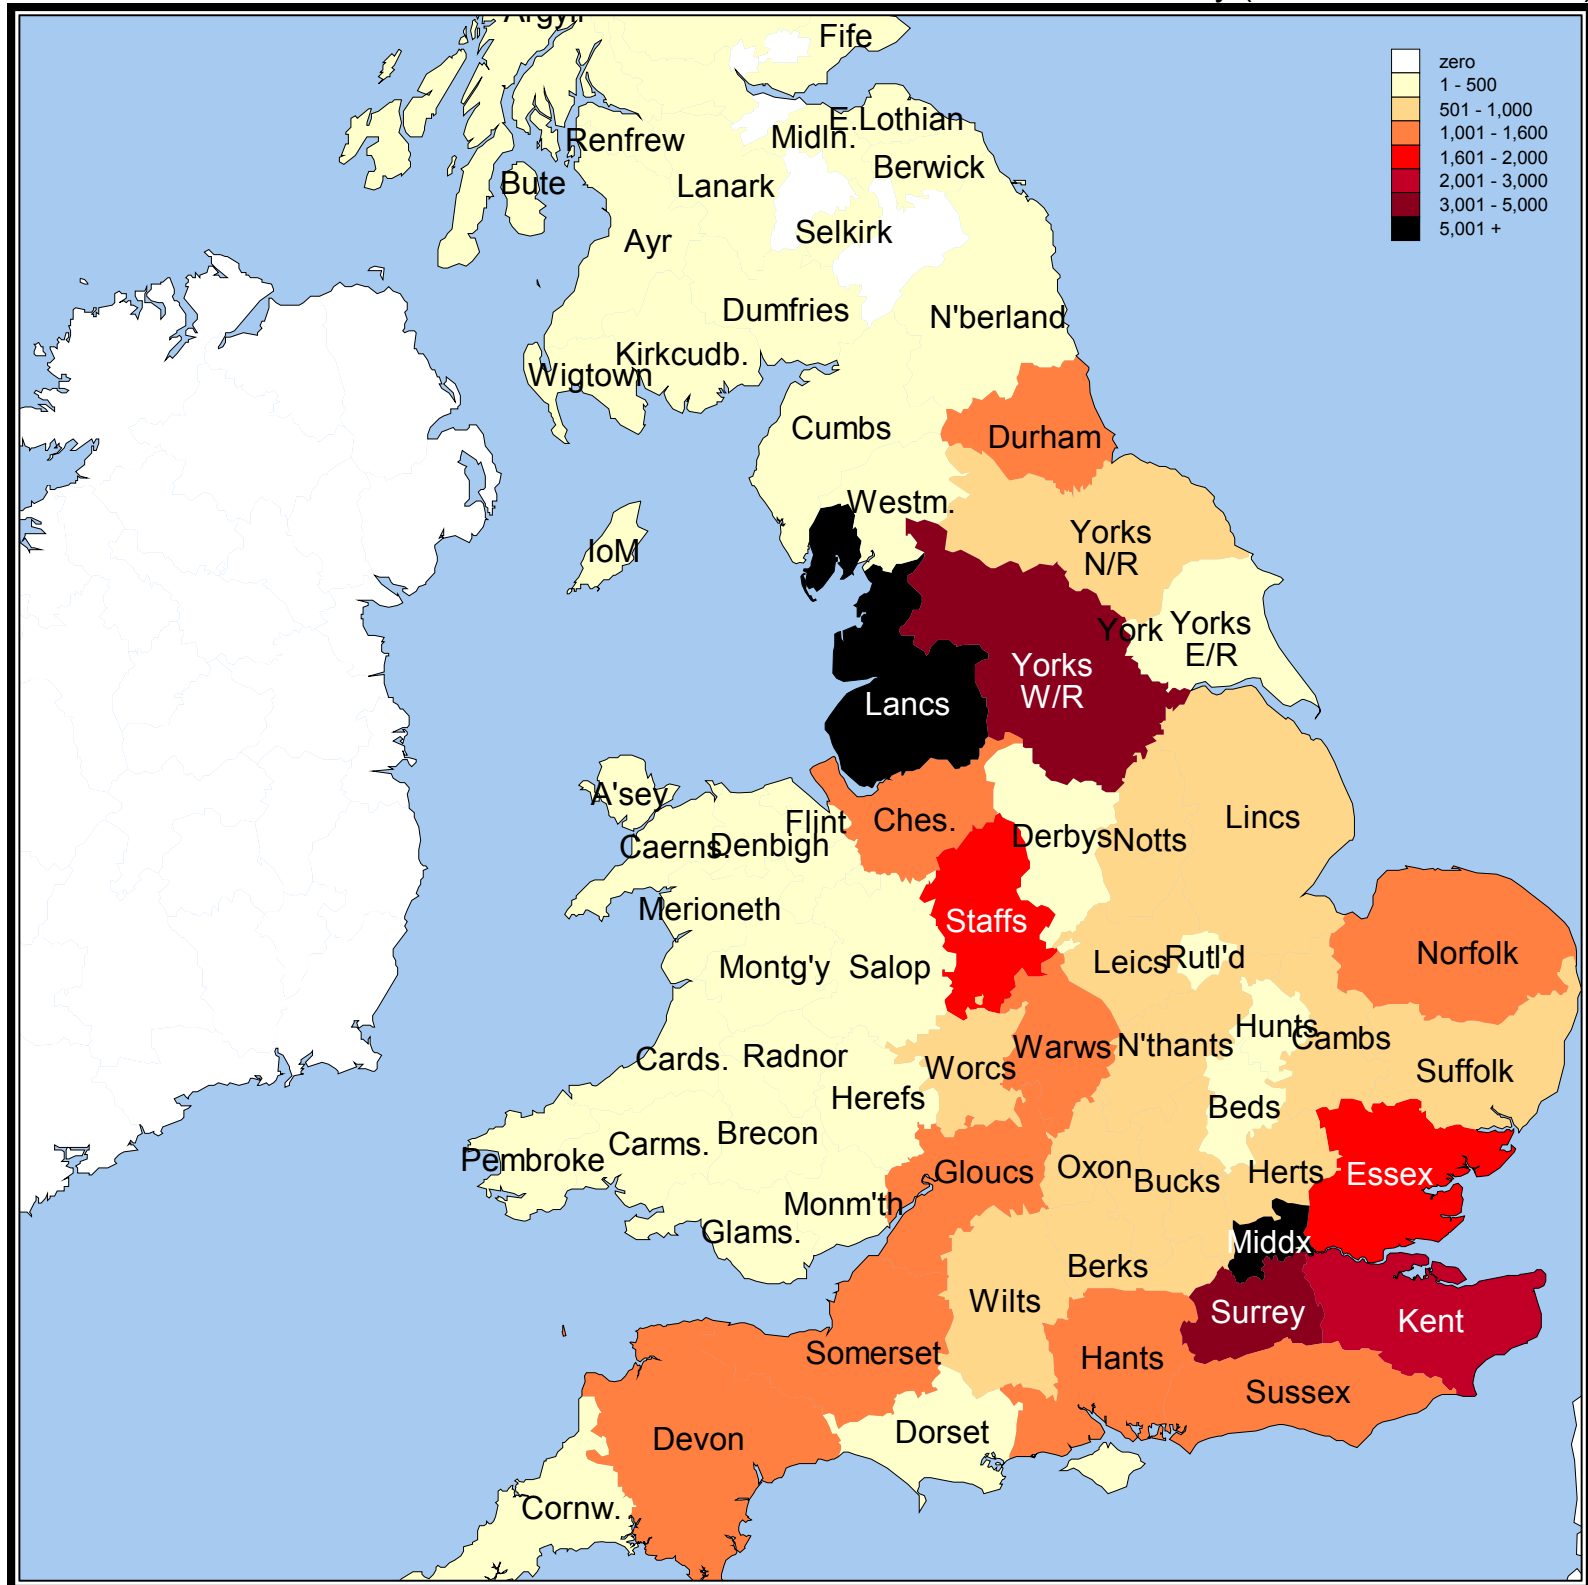 Argyll
Fife
zero
1 - 500
501 - 1,000
1,001 - 1,600
1,601 - 2,000
2,001 - 3,000
3,001 - 5,000
5,001 +
Renfrew
Midln.
E.Lothian
Berwick
Lanark
Bute
Selkirk
Ayr
Dumfries
N'berland
Kirkcudb.
Wigtown
Cumbs
Durham
Westm.
Yorks
N/R
IoM
York
Yorks
E/R
Yorks
W/R
Lancs
A'sey
Flint
Ches.
Lincs
Caerns.
Denbigh
Derbys
Notts
Merioneth
Staffs
Norfolk
Montg'y
Salop
Leics
Rutl'd
Hunts
Cambs
Cards.
Radnor
Worcs
Warws
N'thants
Suffolk
Herefs
Beds
Brecon
Carms.
Pembroke
Gloucs
Oxon
Bucks
Herts
Essex
Monm'th
Glams.
Middx
Berks
Wilts
Surrey
Kent
Somerset
Hants
Sussex
Devon
Dorset
Cornw.